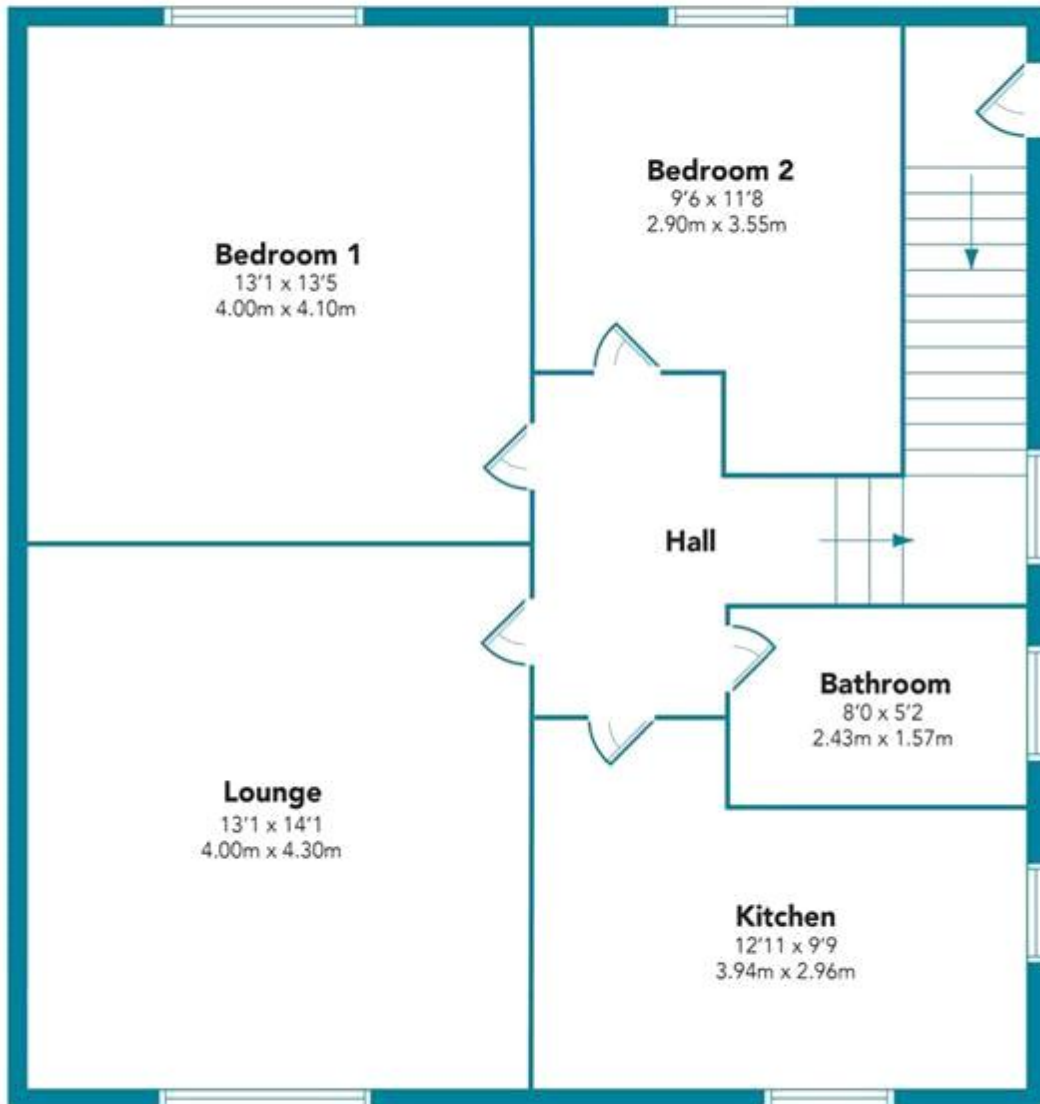 Bedroom 1
13'1 x 13'5
4.00m x 4.10m
Bedroom 2
9'6 x 11'8
2.90m x 3.55m
Hall
Bathroom
8'0 x 5'2
2.43m x 1.57m
Lounge
13'1 x 14'1
4.00m x 4.30m
Kitchen
12'11 x 9'9
3.94m x 2.96m